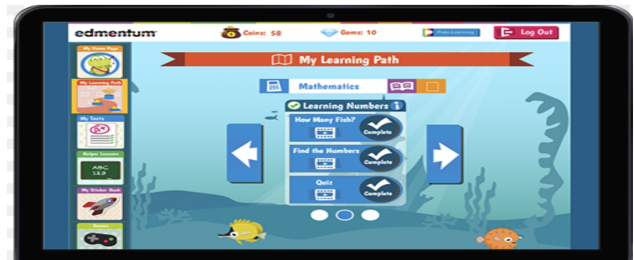 edmentum
Coins: 58
Gems: 10
Log Out
My Home Page
My Learning Path
My Learning Path
Mathematics
My Tests
Learning Numbers
How Many Fish?
Complete
Helper Lessons
ABC
123
Find the Numbers
Complete
My Sticker Book
Quiz
Complete
Games